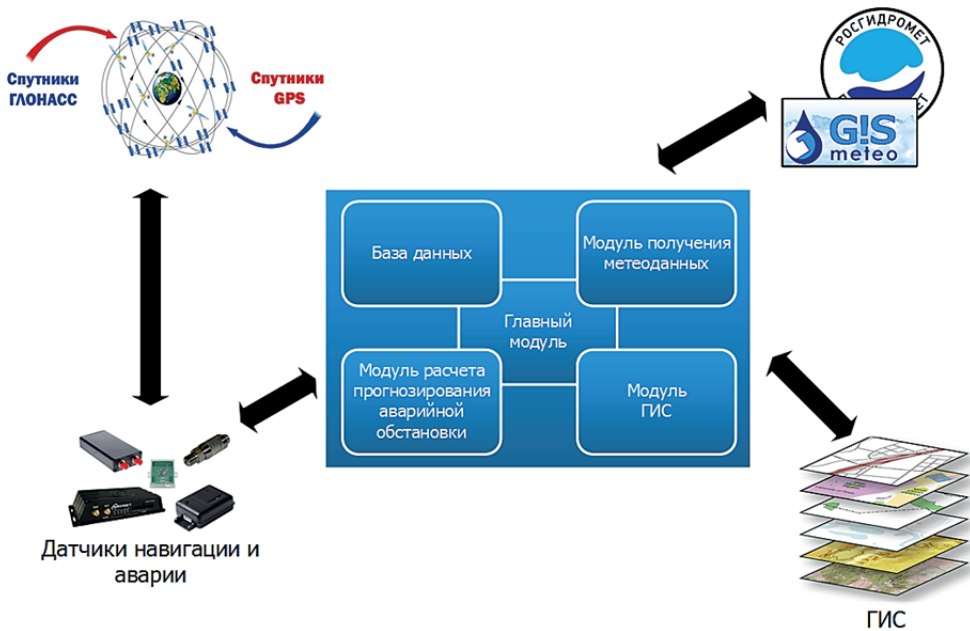 Спутники
ГЛОНАСС
Спутники
GPS
РОСГИДРОМЕТ
G!S
meteo
База данных
Модуль получения
метеоданных
Главный
модуль
Модуль расчета
прогнозирования
аварийной
обстановки
Модуль
ГИС
Датчики навигации и
аварии
ГИС